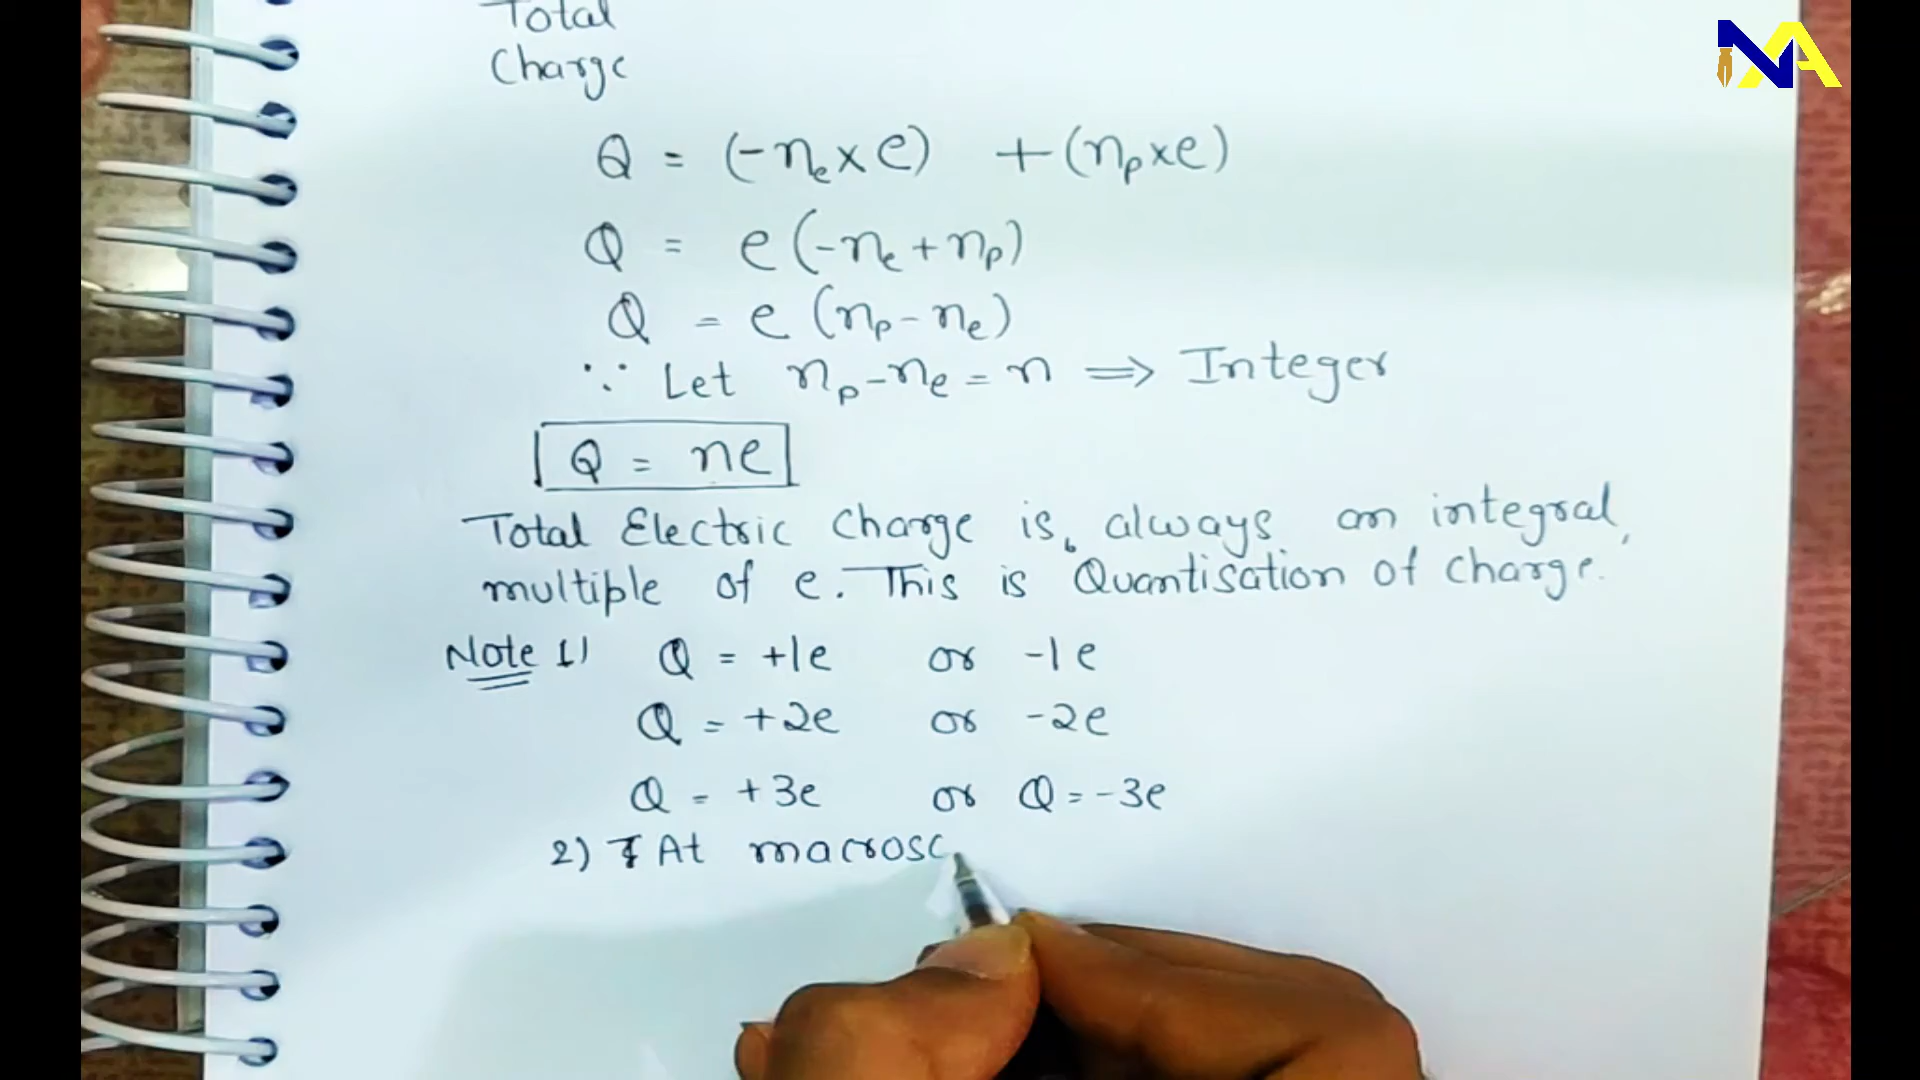 Total
Charge
Q = (-nₑ x e) + (nₚ x e)
Q = e (-nₑ + nₚ)
Q = e (nₚ - nₑ)
∵ Let nₚ - nₑ = n ⇒ Integer
Q = ne
Total Electric Charge is always an integral
multiple of e. This is Quantisation of charge.
Note 1) Q = +1e or -1e
Q = +2e or -2e
Q = +3e or Q = -3e
2) At macrosc
NA